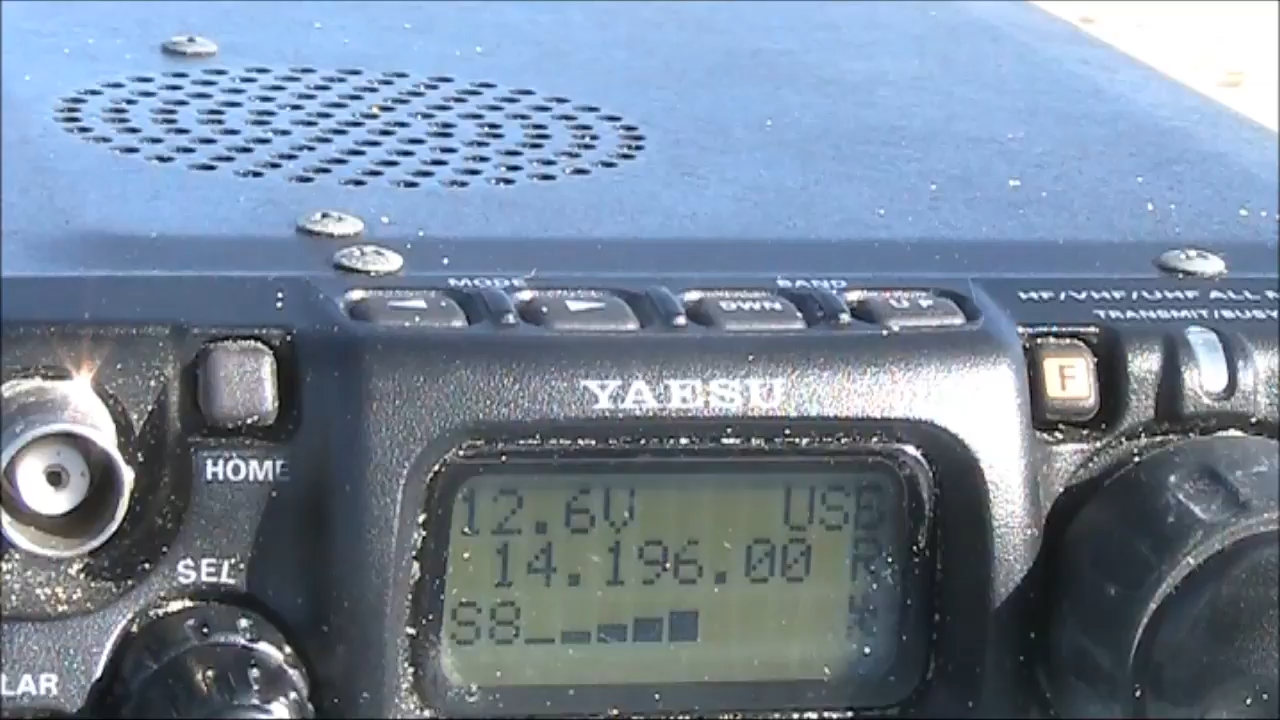 MODE BAND
DWN UP
HF/VHF/UHF ALL
TRANSMIT/BUSY
F
YAESU
HOME
12.6V USB
14.196.00 R
S8
SEL
LAR